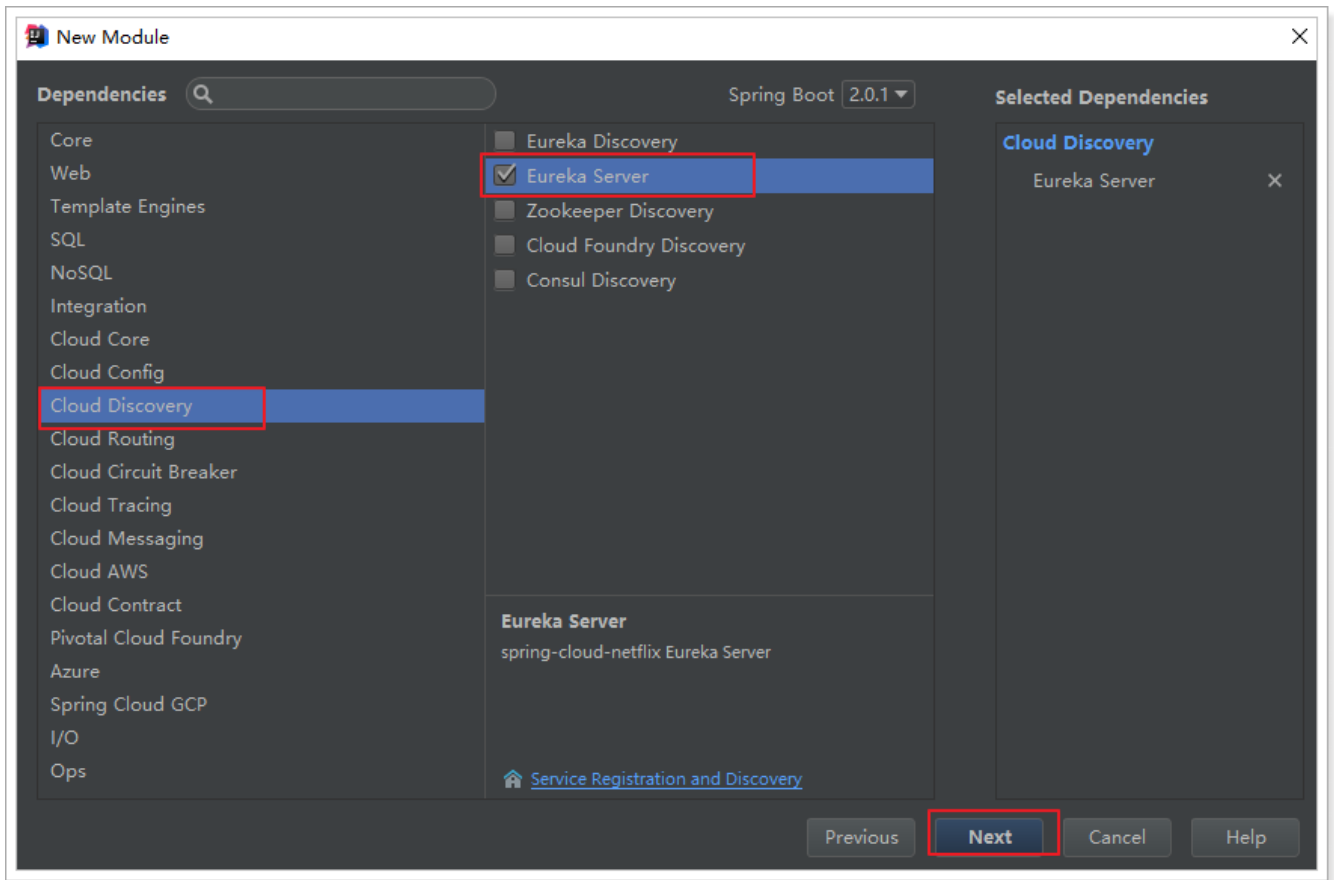 New Module
Dependencies
Spring Boot 2.0.1
Selected Dependencies
Core
Web
Template Engines
SQL
NoSQL
Integration
Cloud Core
Cloud Config
Cloud Discovery
Cloud Routing
Cloud Circuit Breaker
Cloud Tracing
Cloud Messaging
Cloud AWS
Cloud Contract
Pivotal Cloud Foundry
Azure
Spring Cloud GCP
I/O
Ops
Eureka Discovery
Eureka Server
Zookeeper Discovery
Cloud Foundry Discovery
Consul Discovery
Eureka Server
spring-cloud-netflix Eureka Server
Service Registration and Discovery
Cloud Discovery
Eureka Server
Previous
Next
Cancel
Help